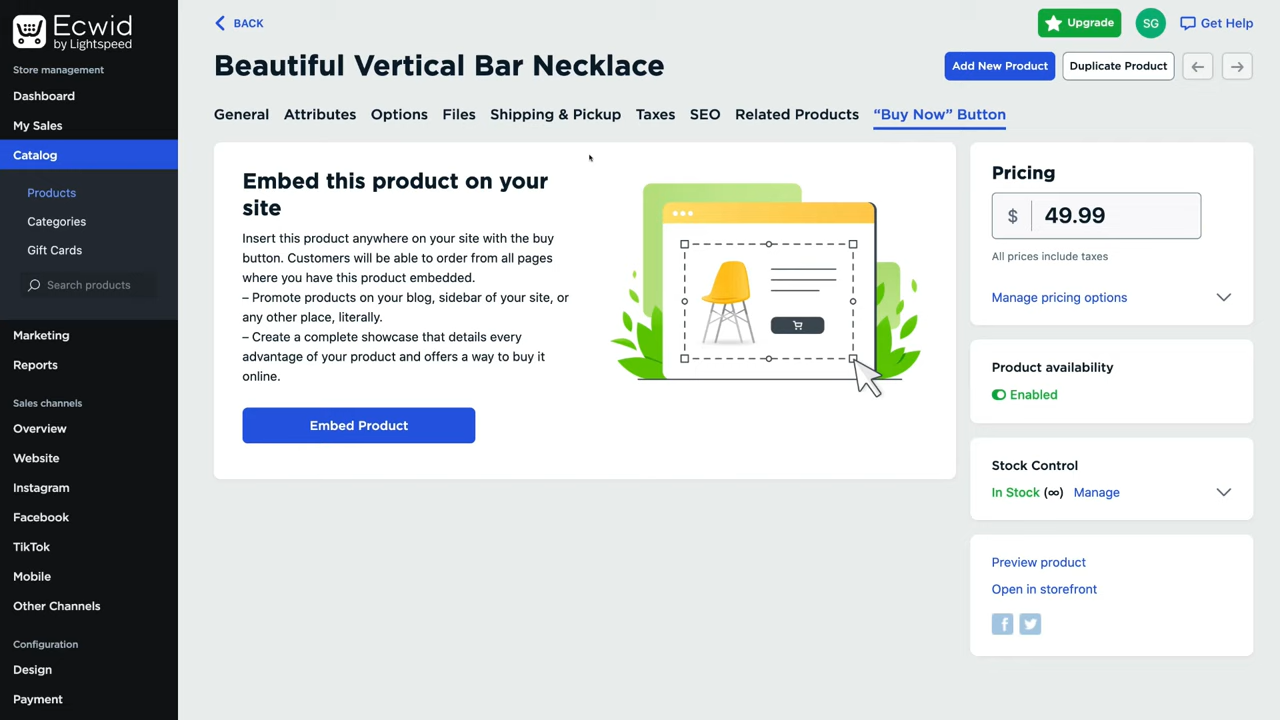 Ecwid
by Lightspeed
Store management
Dashboard
My Sales
Catalog
Products
Categories
Gift Cards
Search products
Marketing
Reports
Sales channels
Overview
Website
Instagram
Facebook
TikTok
Mobile
Other Channels
Configuration
Design
Payment
BACK
Upgrade
SG
Get Help
Beautiful Vertical Bar Necklace
Add New Product
Duplicate Product
General
Attributes
Options
Files
Shipping & Pickup
Taxes
SEO
Related Products
“Buy Now” Button
Embed this product on your
site
Insert this product anywhere on your site with the buy
button. Customers will be able to order from all pages
where you have this product embedded.
– Promote products on your blog, sidebar of your site, or
any other place, literally.
– Create a complete showcase that details every
advantage of your product and offers a way to buy it
online.
Embed Product
Pricing
$ 49.99
All prices include taxes
Manage pricing options
Product availability
Enabled
Stock Control
In Stock (∞) Manage
Preview product
Open in storefront